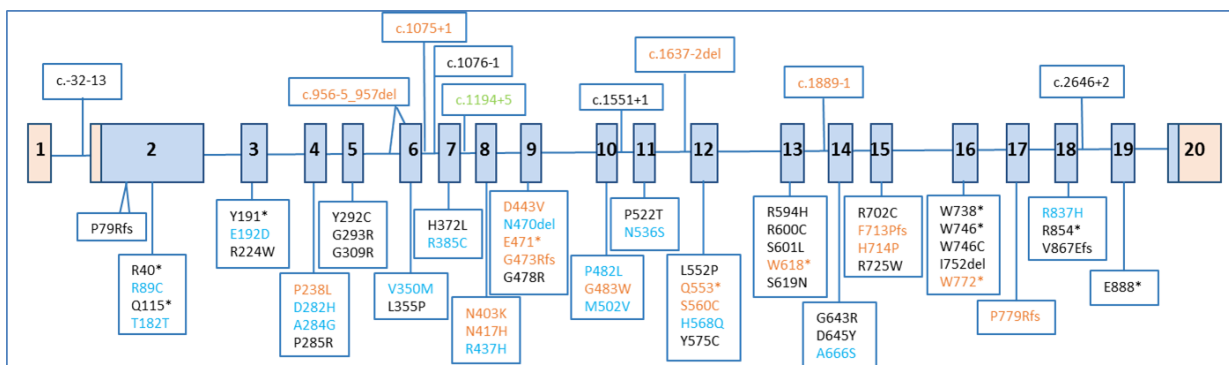 c.1075+1
c.1637-2del
c.-32-13
c.1076-1
c.956-5_957del
c.1194+5
c.1551+1
c.1889-1
c.2646+2
1
2
3
4
5
6
7
8
9
10
11
12
13
14
15
16
17
18
19
20
P79Rfs
R40*
R89C
Q115*
T182T
Y191*
E192D
R224W
P238L
D282H
A284G
P285R
Y292C
G293R
G309R
V350M
L355P
H372L
R385C
N403K
N417H
R437H
D443V
N470del
E471*
G473Rfs
G478R
P482L
G483W
M502V
P522T
N536S
L552P
Q553*
S560C
H568Q
Y575C
R594H
R600C
S601L
W618*
S619N
G643R
D645Y
A666S
R702C
F713Pfs
H714P
R725W
W738*
W746*
W746C
I752del
W772*
P779Rfs
R837H
R854*
V867Efs
E888*